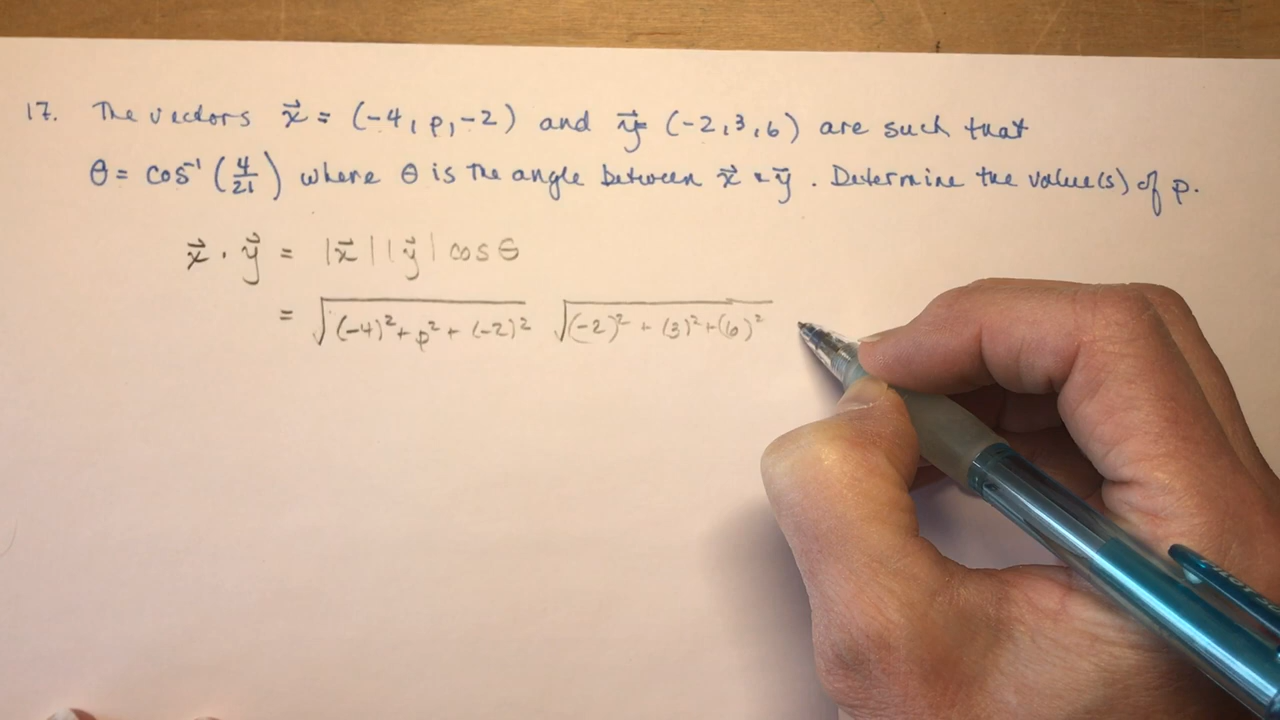 17. The vectors x⃗ = (-4, p, -2) and y⃗ = (-2, 3, 6) are such that
θ = cos⁻¹ (4/21) where θ is the angle between x⃗ & y⃗. Determine the value(s) of p.
x⃗ · y⃗ = |x⃗| |y⃗| cos θ
= √((-4)² + p² + (-2)²) √((-2)² + (3)² + (6)²)